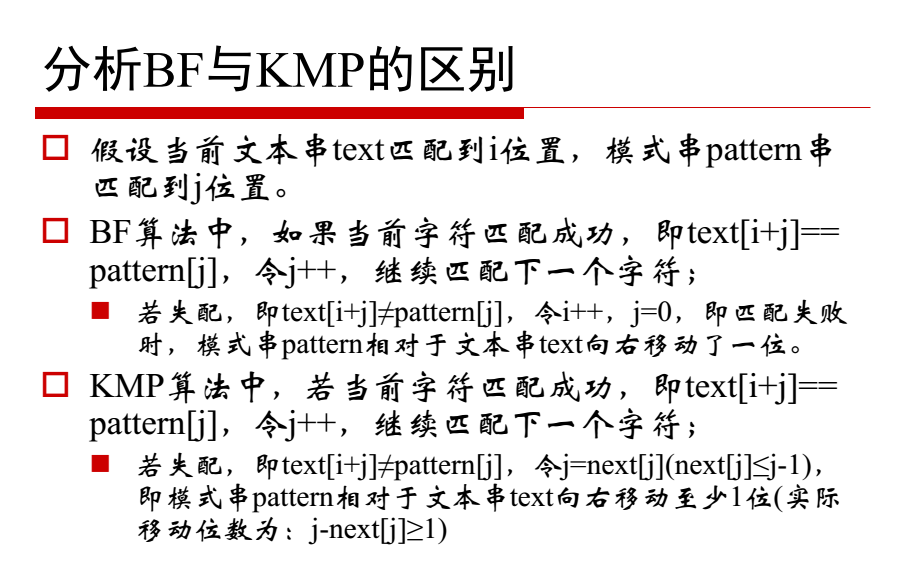 分析BF与KMP的区别
假设当前文本串text匹配到i位置，模式串pattern串
匹配到j位置。
BF算法中，如果当前字符匹配成功，即text[i+j]==
pattern[j]，令j++，继续匹配下一个字符；
若失配，即text[i+j]≠pattern[j]，令i++，j=0，即匹配失败
时，模式串pattern相对于文本串text向右移动了一位。
KMP算法中，若当前字符匹配成功，即text[i+j]==
pattern[j]，令j++，继续匹配下一个字符；
若失配，即text[i+j]≠pattern[j]，令j=next[j](next[j]≤j-1)，
即模式串pattern相对于文本串text向右移动至少1位(实际
移动位数为：j-next[j]≥1)